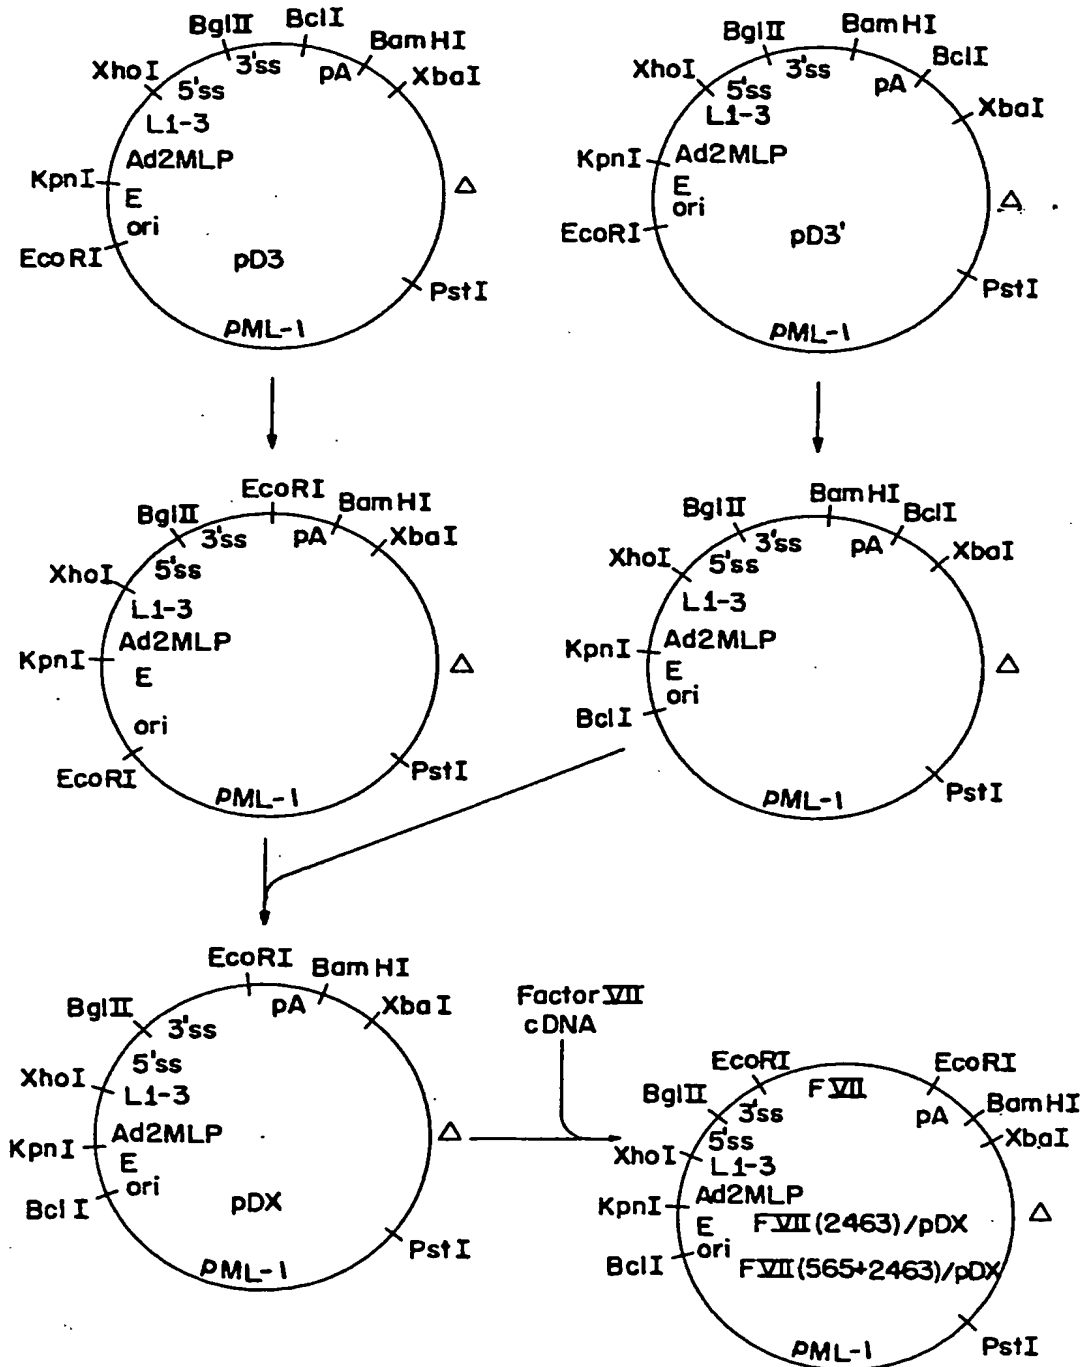 BglII
BclI
BamHI
XbaI
XhoI
3'ss
pA
5'ss
L1-3
Ad2MLP
KpnI
E
ori
EcoRI
pD3
PstI
pML-1
Δ
BglII
BamHI
BclI
XbaI
XhoI
3'ss
pA
5'ss
L1-3
Ad2MLP
KpnI
E
ori
EcoRI
pD3'
PstI
pML-1
Δ
EcoRI
BamHI
BglII
3'ss
pA
XbaI
XhoI
5'ss
L1-3
Ad2MLP
KpnI
E
ori
EcoRI
PstI
pML-1
Δ
BamHI
BglII
BclI
3'ss
pA
XbaI
XhoI
5'ss
L1-3
Ad2MLP
KpnI
E
ori
BclI
PstI
pML-1
Δ
EcoRI
BamHI
BglII
pA
XbaI
3'ss
5'ss
XhoI
L1-3
Ad2MLP
KpnI
E
ori
BclI
pDX
PstI
pML-1
Δ
Factor VII
cDNA
EcoRI
EcoRI
BglII
F VII
3'ss
pA
BamHI
XbaI
5'ss
XhoI
L1-3
Ad2MLP
KpnI
E
F VII (2463)/pDX
ori
BclI
F VII (565+2463)/pDX
PstI
pML-1
Δ